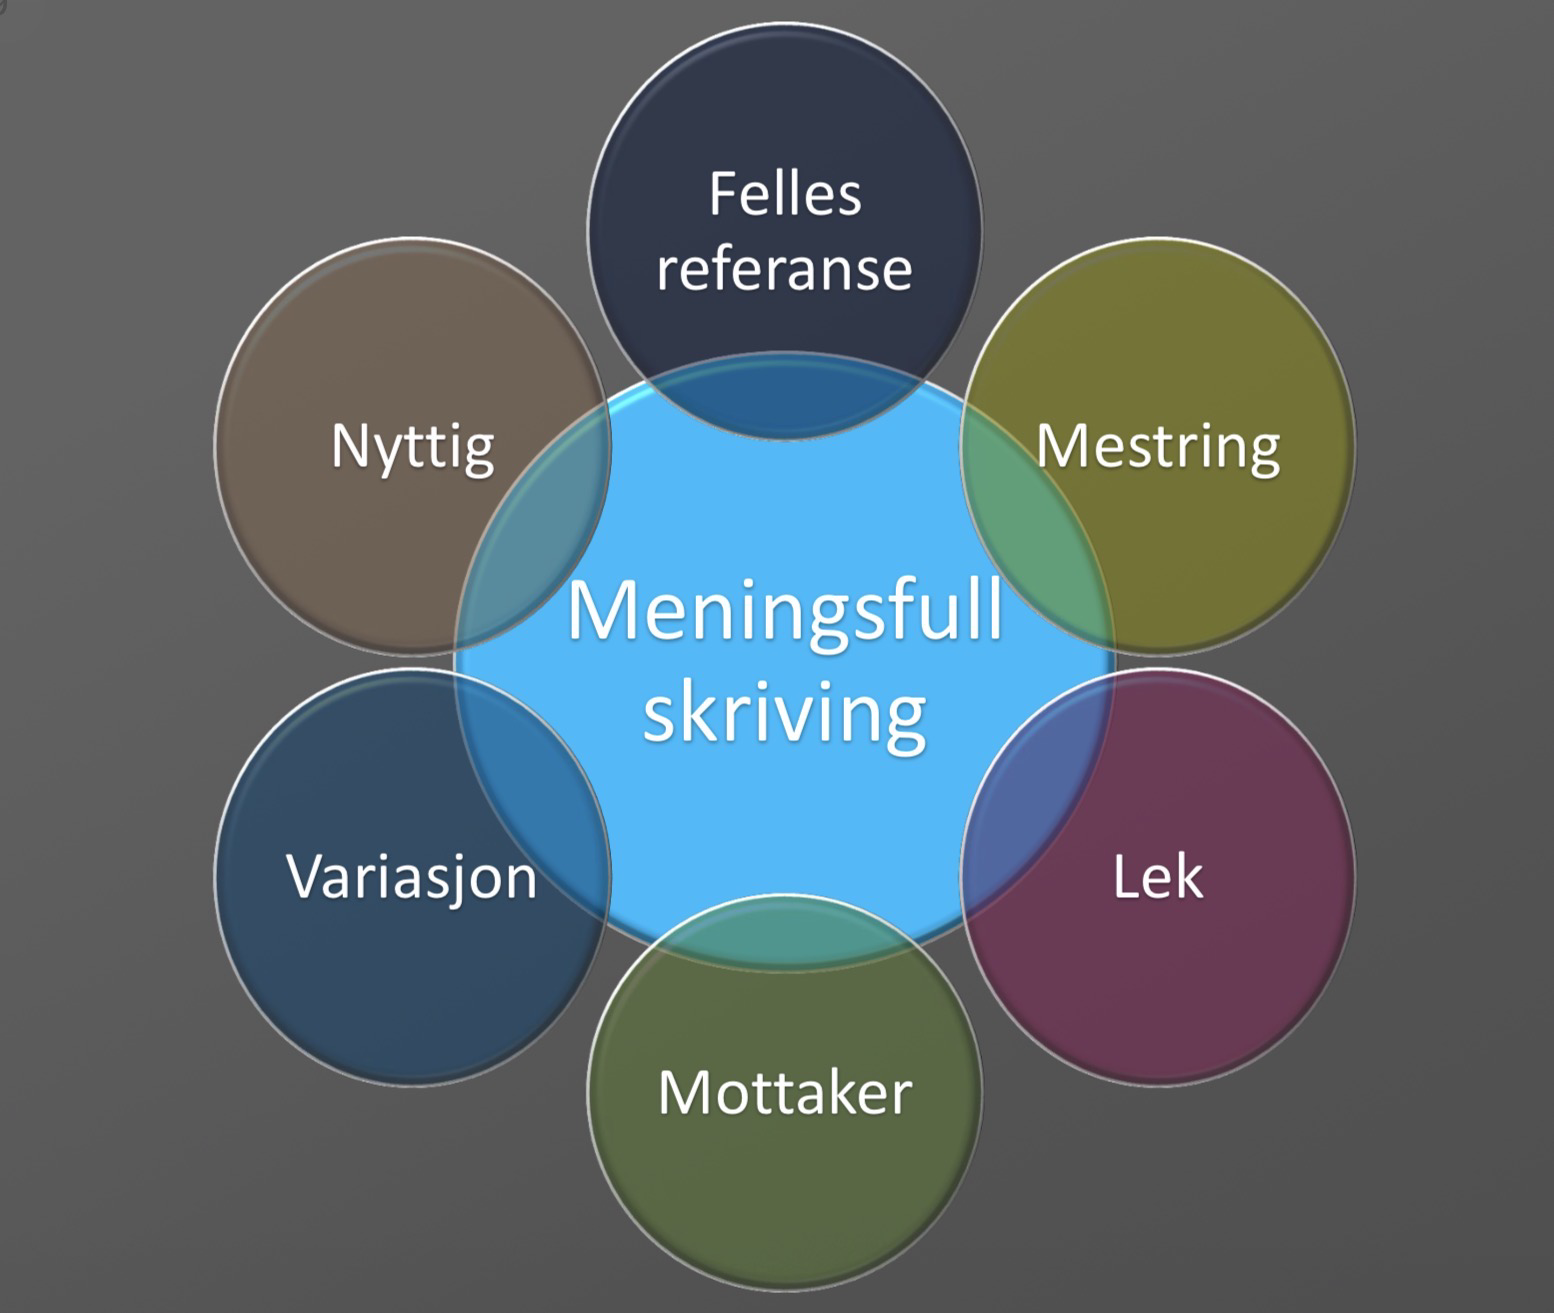 Felles
referanse
Nyttig
Mestring
Meningsfull
skriving
Variasjon
Lek
Mottaker